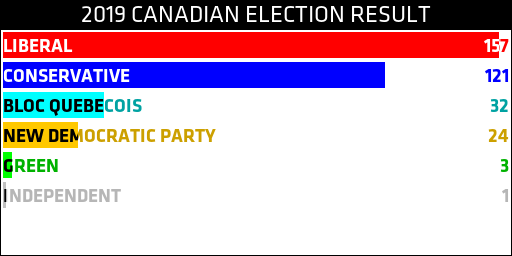 2019 CANADIAN ELECTION RESULT
LIBERAL 157
CONSERVATIVE 121
BLOC QUEBECOIS 32
NEW DEMOCRATIC PARTY 24
GREEN 3
INDEPENDENT 1